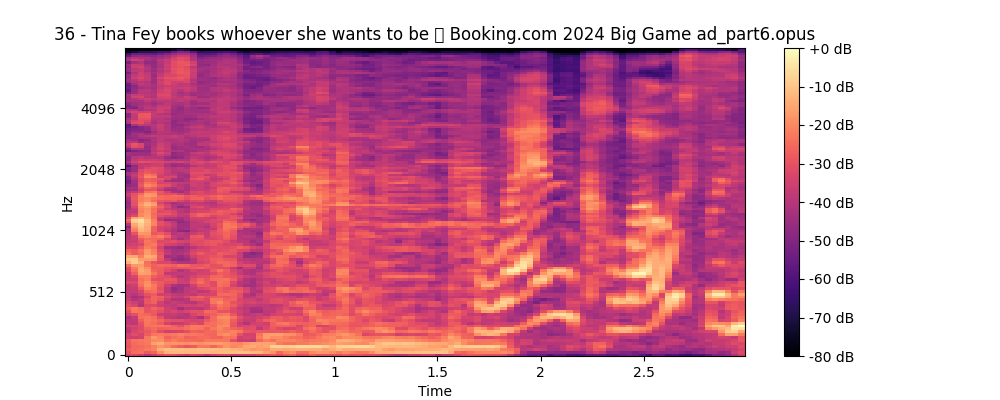 36 - Tina Fey books whoever she wants to be ▯ Booking.com 2024 Big Game ad_part6.opus
+0 dB
-10 dB
-20 dB
-30 dB
-40 dB
-50 dB
-60 dB
-70 dB
-80 dB
4096
2048
1024
512
0
Hz
0
0.5
1
1.5
2
2.5
Time